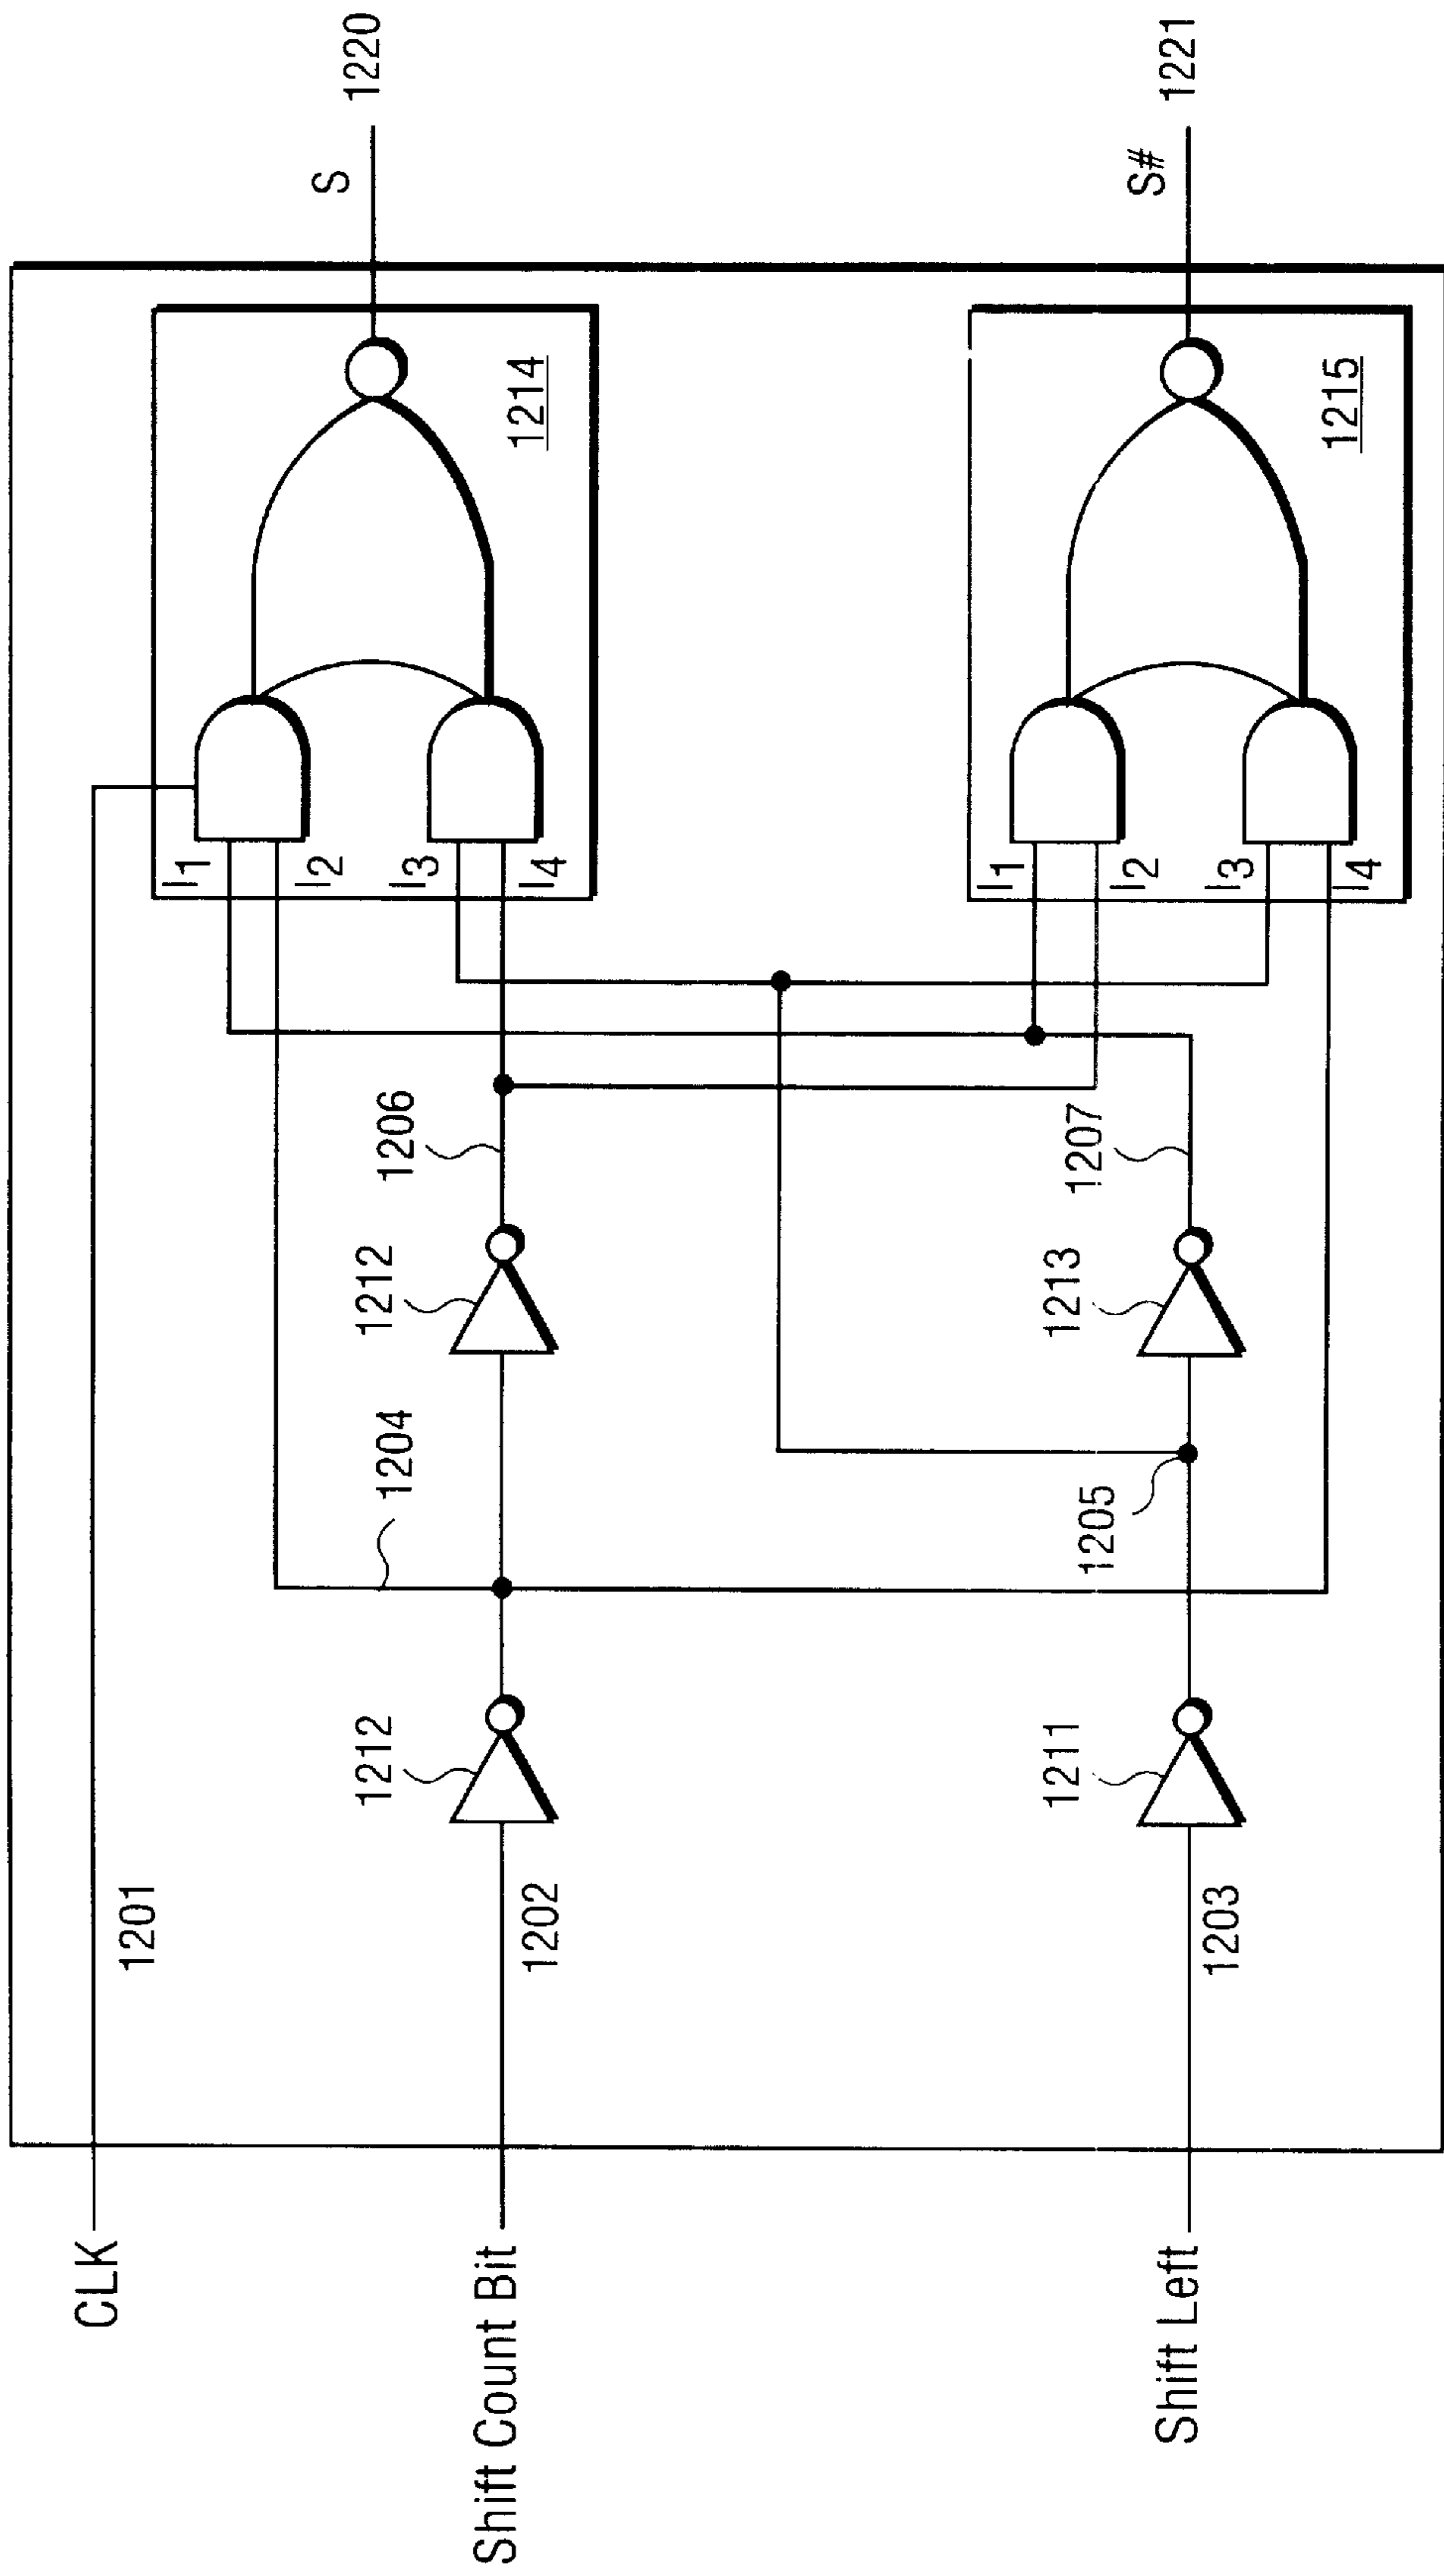 CLK
1201
Shift Count Bit
1202
1212
1204
1212
1206
I1
I2
I3
I4
1214
S
1220
Shift Left
1203
1211
1205
1213
1207
I1
I2
I3
I4
1215
S#
1221